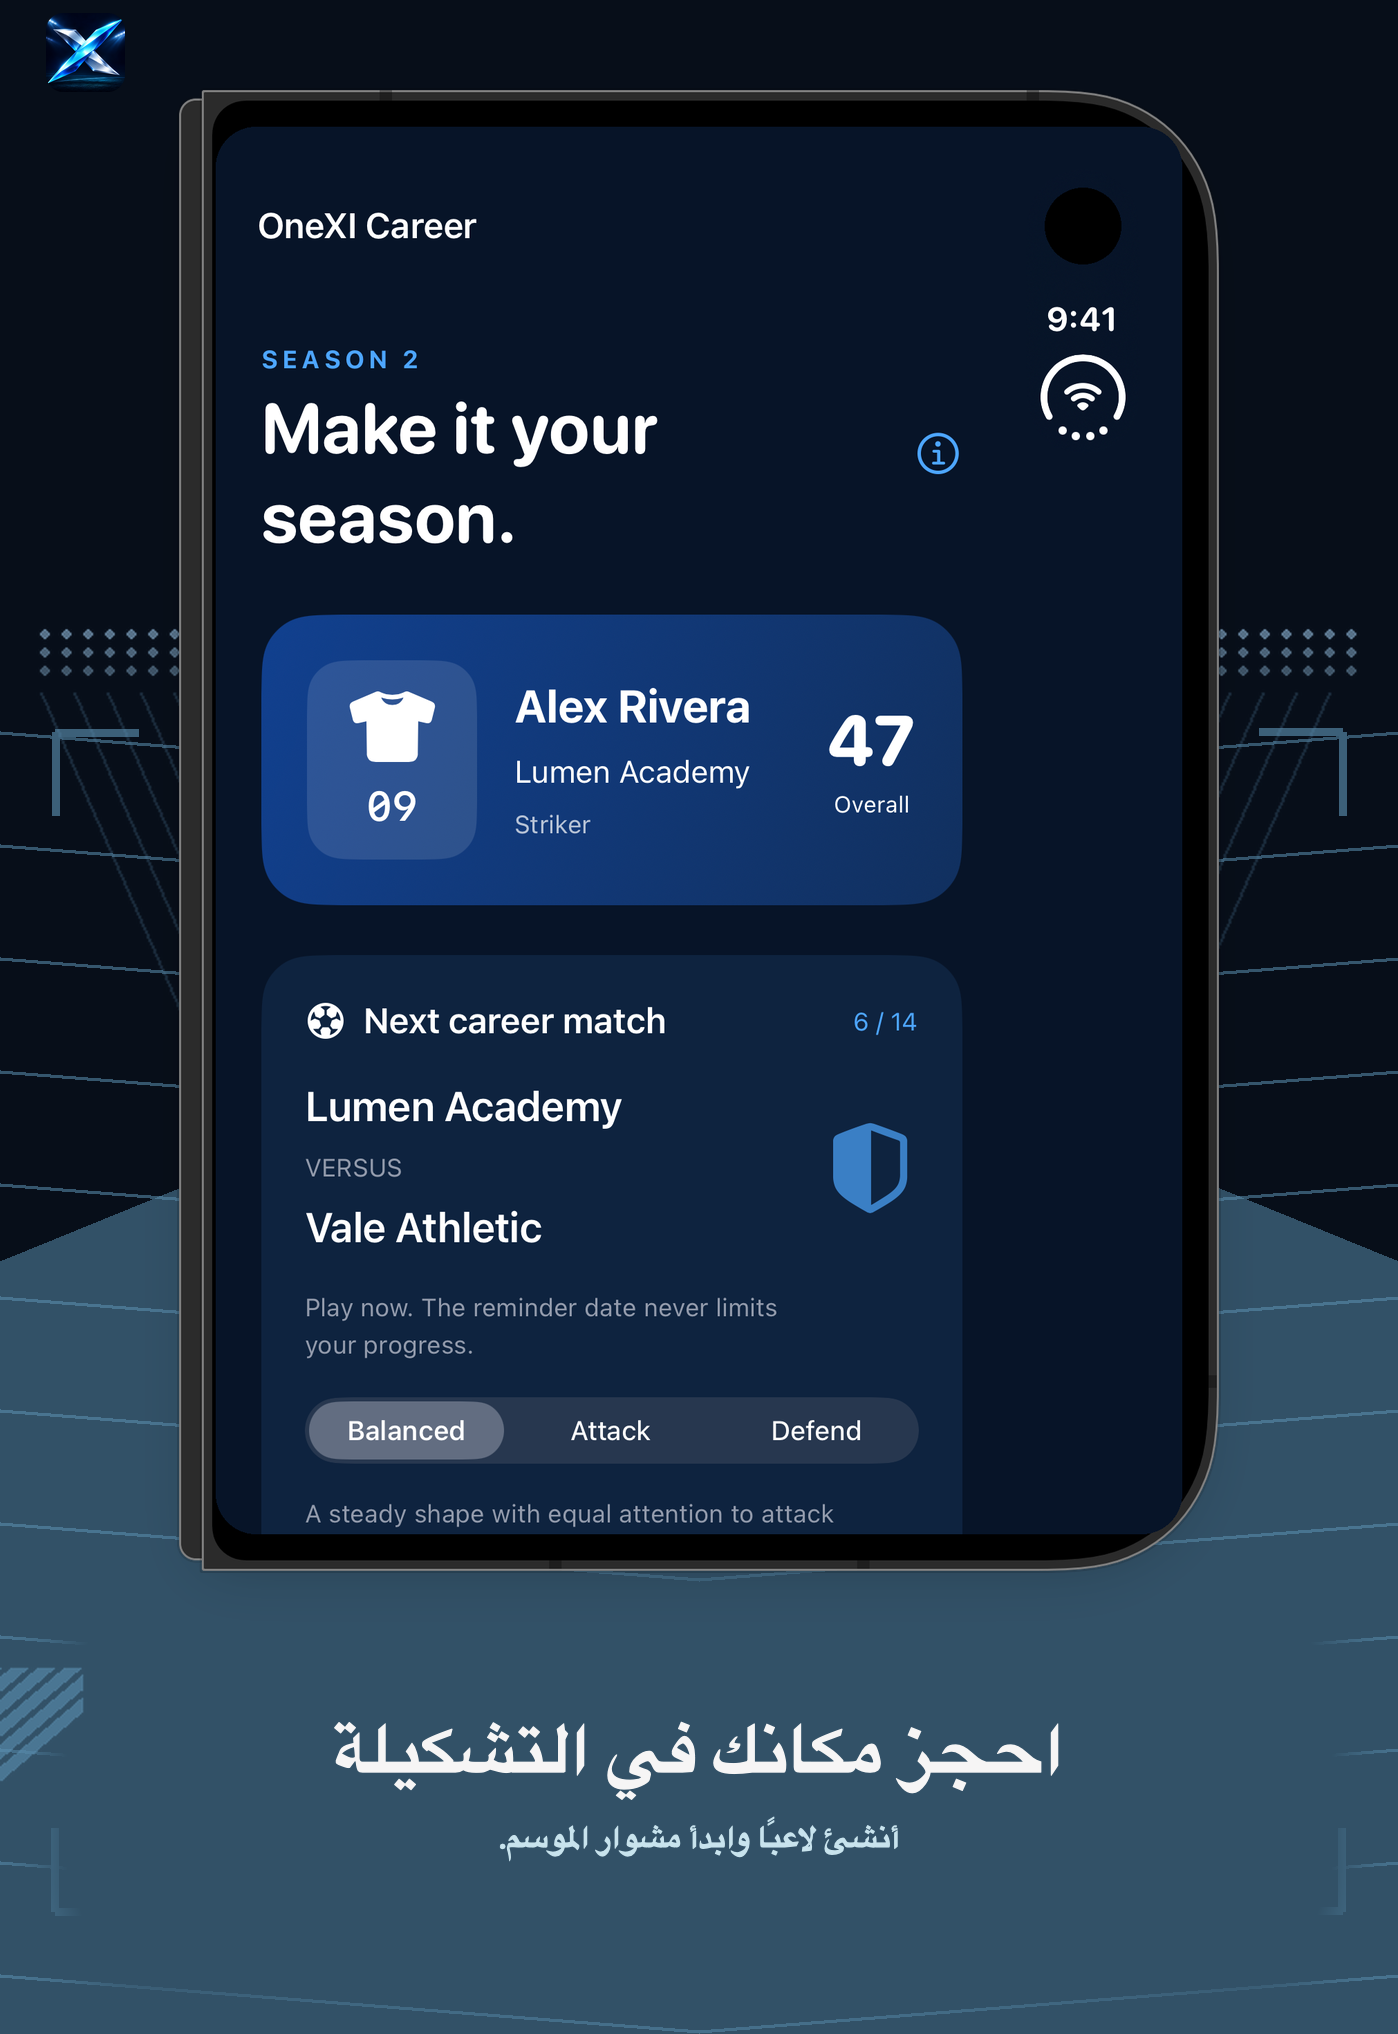 OneXI Career
9:41
SEASON 2
Make it your
season.
09
Alex Rivera
Lumen Academy
Striker
47
Overall
Next career match
6 / 14
Lumen Academy
VERSUS
Vale Athletic
Play now. The reminder date never limits
your progress.
Balanced Attack Defend
A steady shape with equal attention to attack
احجز مكانك في التشكيلة
أنشئ لاعبًا وابدأ مشوار الموسم.